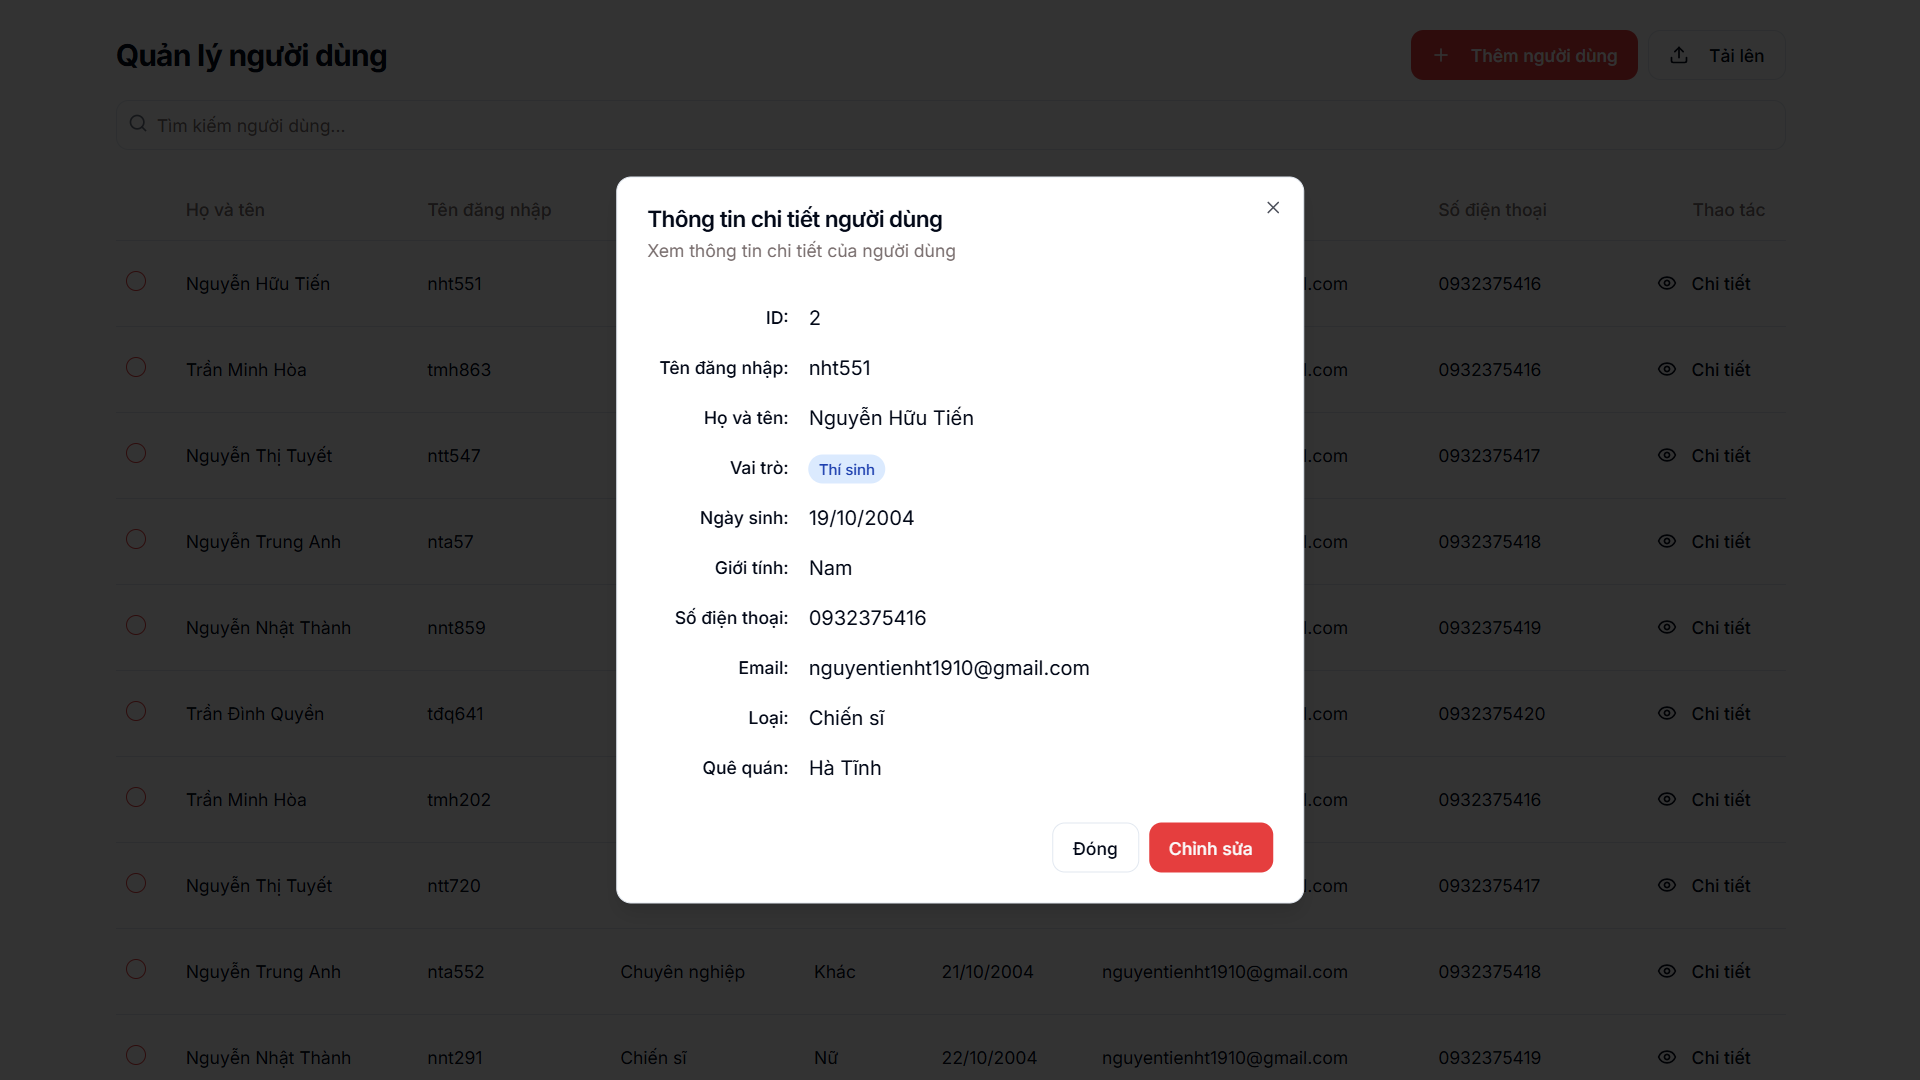 Quản lý người dùng
Thêm người dùng
Tải lên
Tìm kiếm người dùng...
Họ và tên Tên đăng nhập Số điện thoại Thao tác
Thông tin chi tiết người dùng
Xem thông tin chi tiết của người dùng
ID: 2
Tên đăng nhập: nht551
Họ và tên: Nguyễn Hữu Tiến
Vai trò: Thí sinh
Ngày sinh: 19/10/2004
Giới tính: Nam
Số điện thoại: 0932375416
Email: nguyentienht1910@gmail.com
Loại: Chiến sĩ
Quê quán: Hà Tĩnh
Đóng Chỉnh sửa
Nguyễn Hữu Tiến nht551 l.com 0932375416 Chi tiết
Trần Minh Hòa tmh863 l.com 0932375416 Chi tiết
Nguyễn Thị Tuyết ntt547 l.com 0932375417 Chi tiết
Nguyễn Trung Anh nta57 l.com 0932375418 Chi tiết
Nguyễn Nhật Thành nnt859 l.com 0932375419 Chi tiết
Trần Đình Quyền tđq641 l.com 0932375420 Chi tiết
Trần Minh Hòa tmh202 l.com 0932375416 Chi tiết
Nguyễn Thị Tuyết ntt720 l.com 0932375417 Chi tiết
Nguyễn Trung Anh nta552 Chuyên nghiệp Khác 21/10/2004 nguyentienht1910@gmail.com 0932375418 Chi tiết
Nguyễn Nhật Thành nnt291 Chiến sĩ Nữ 22/10/2004 nguyentienht1910@gmail.com 0932375419 Chi tiết